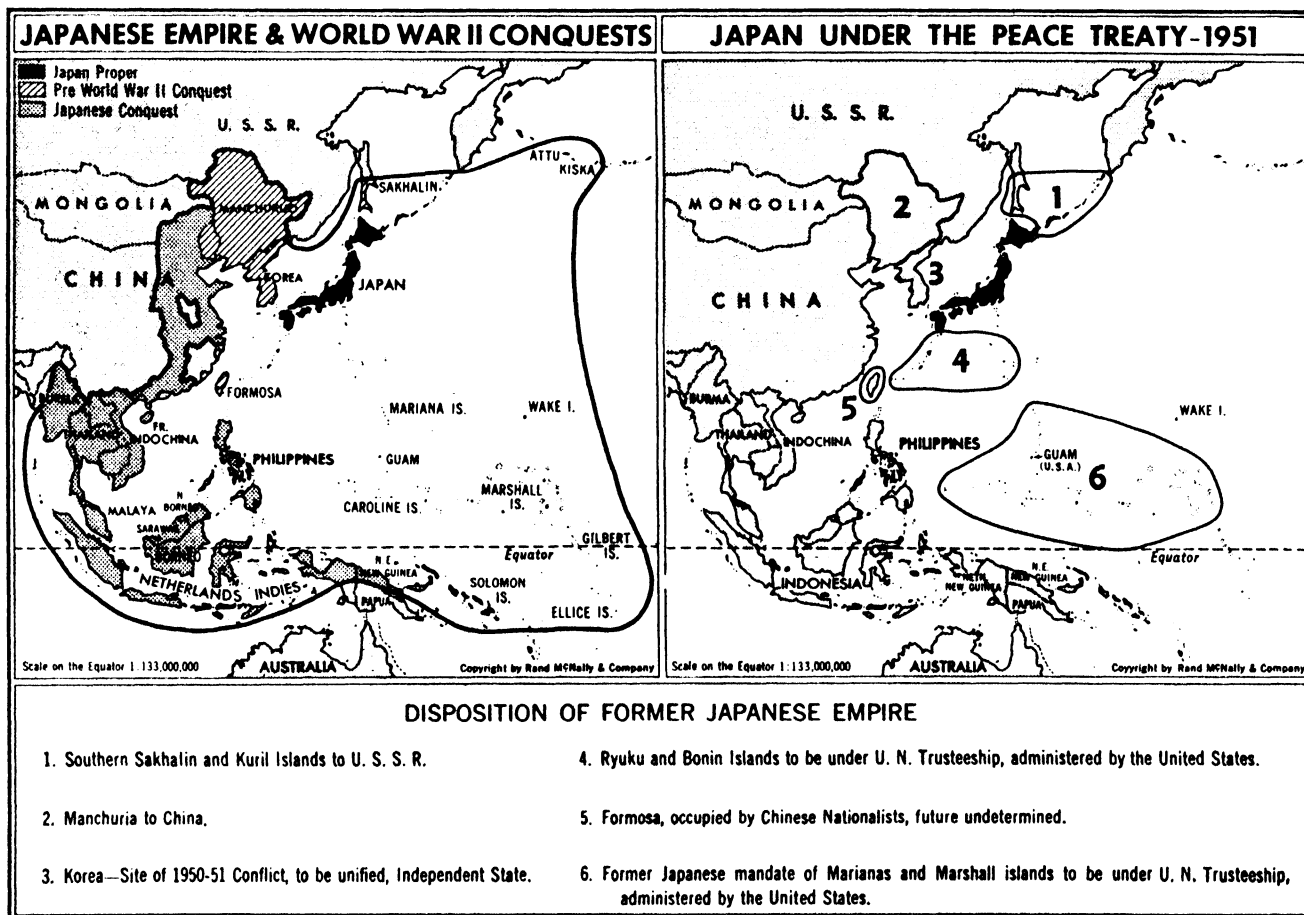 JAPANESE EMPIRE & WORLD WAR II CONQUESTS
Japan Proper
Pre World War II Conquest
Japanese Conquest
U. S. S. R.
ATTU
KISKA
SAKHALIN
MONGOLIA
MANCHURIA
CHINA
KOREA
JAPAN
FORMOSA
BURMA
MARIANA IS.
WAKE I.
THAILAND
FR.
INDOCHINA
PHILIPPINES
GUAM
MARSHALL
IS.
CAROLINE IS.
MALAYA
N
BORNEO
SARAWAK
BORNEO
Equator
GILBERT
IS.
NETHERLANDS INDIES
N. E.
NEW GUINEA
PAPUA
SOLOMON
IS.
ELLICE IS.
AUSTRALIA
Scale on the Equator 1:133,000,000
Copyright by Rand McNally & Company
JAPAN UNDER THE PEACE TREATY-1951
U. S. S. R.
MONGOLIA
2
1
3
CHINA
4
5
BURMA
WAKE I.
THAILAND
INDOCHINA
PHILIPPINES
GUAM
(U.S.A.)
6
Equator
INDONESIA
NETH.
NEW GUINEA
N.E.
NEW GUINEA
PAPUA
AUSTRALIA
Scale on the Equator 1:133,000,000
Copyright by Rand McNally & Company
DISPOSITION OF FORMER JAPANESE EMPIRE
1. Southern Sakhalin and Kuril Islands to U. S. S. R.
2. Manchuria to China.
3. Korea—Site of 1950-51 Conflict, to be unified, Independent State.
4. Ryuku and Bonin Islands to be under U. N. Trusteeship, administered by the United States.
5. Formosa, occupied by Chinese Nationalists, future undetermined.
6. Former Japanese mandate of Marianas and Marshall islands to be under U. N. Trusteeship,
administered by the United States.